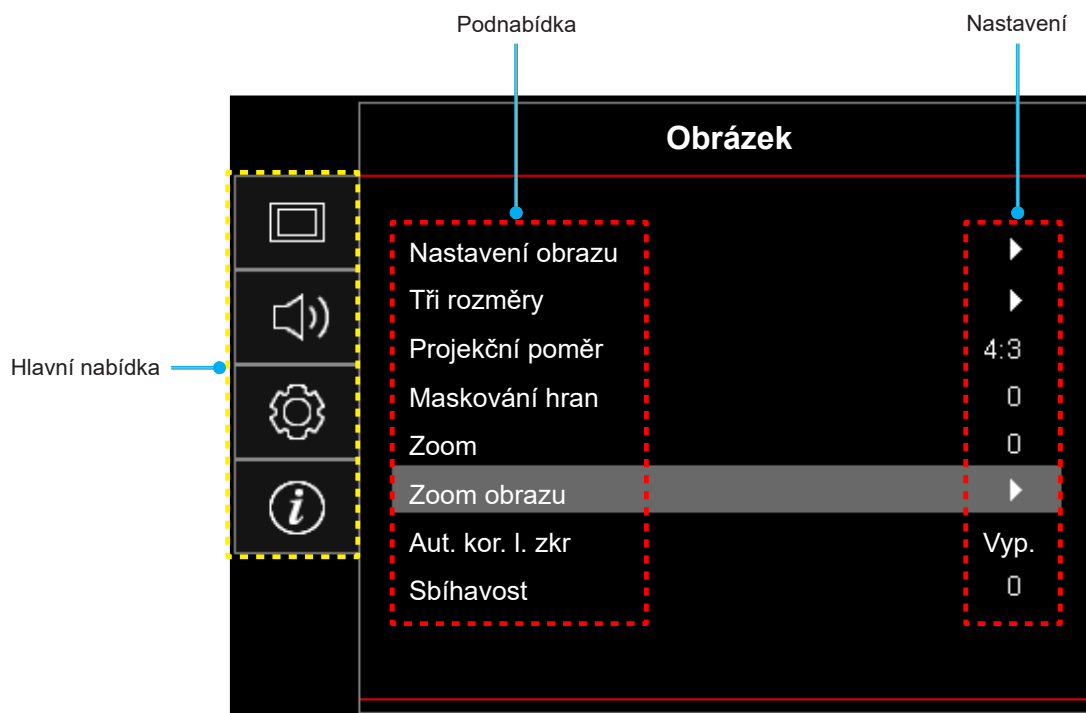 Podnabídka
Nastavení
Obrázek
Nastavení obrazu
Tři rozměry
Projekční poměr 4:3
Hlavní nabídka
Maskování hran 0
Zoom 0
Zoom obrazu
Aut. kor. l. zkr Vyp.
Sbíhavost 0